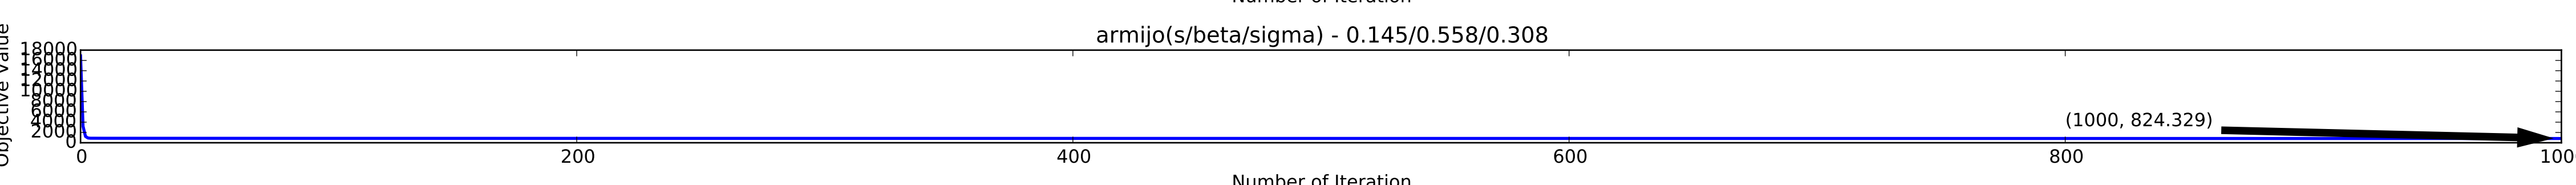 Number of Iteration
armijo(s/beta/sigma) - 0.145/0.558/0.308
Objective Value
18000
16000
14000
12000
10000
8000
6000
4000
2000
0
(1000, 824.329)
0 200 400 600 800 100
Number of Iteration